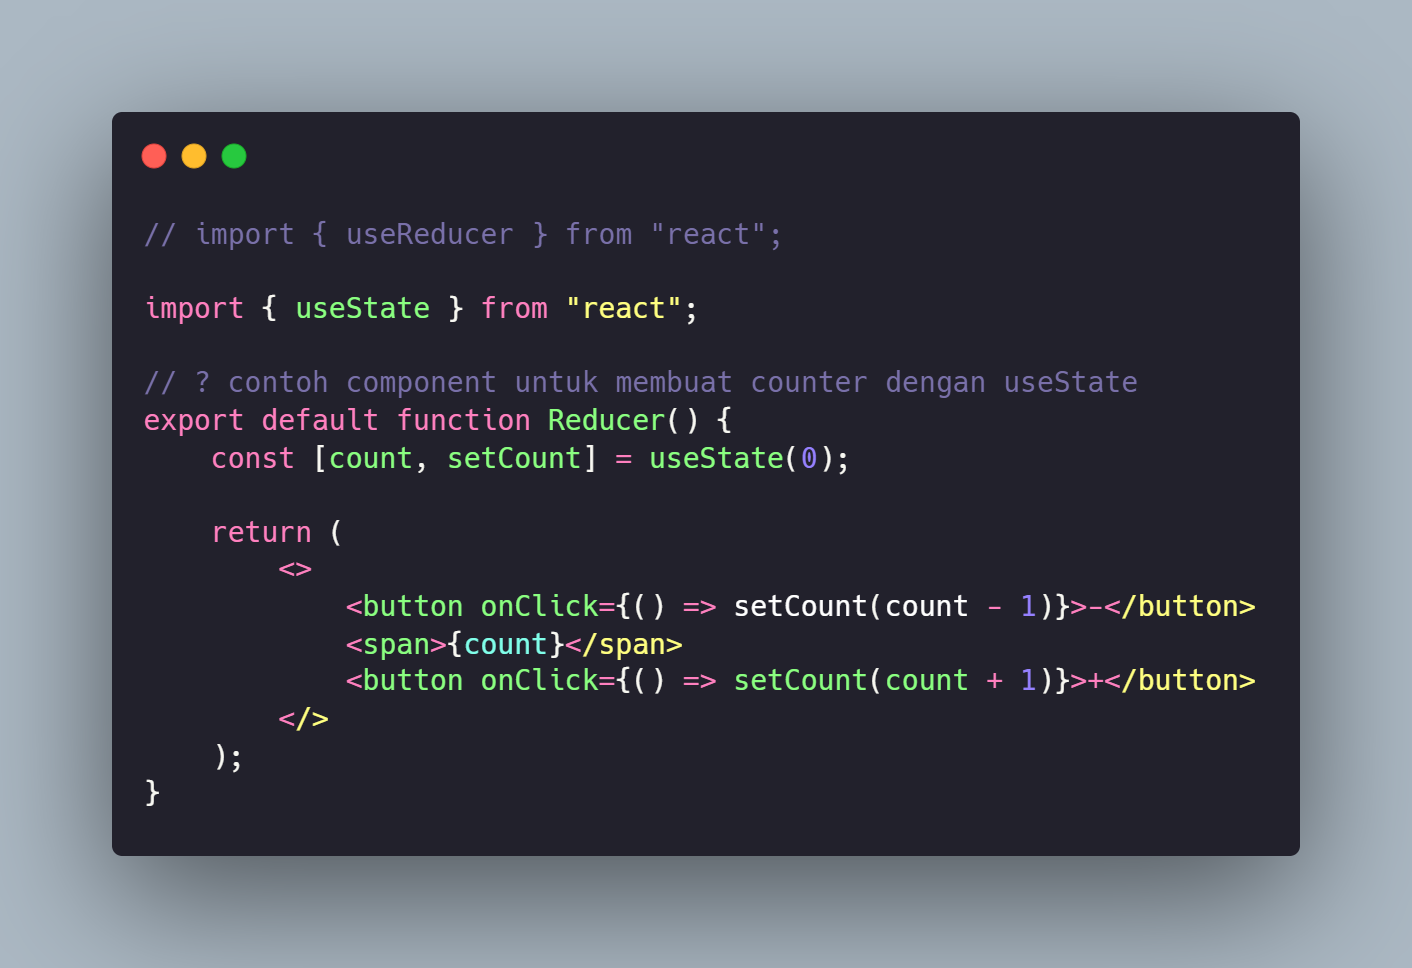 // import { useReducer } from "react";
import { useState } from "react";
// ? contoh component untuk membuat counter dengan useState
export default function Reducer() {
const [count, setCount] = useState(0);
return (
<>
<button onClick={() => setCount(count - 1)}>-</button>
<span>{count}</span>
<button onClick={() => setCount(count + 1)}>+</button>
</>
);
}